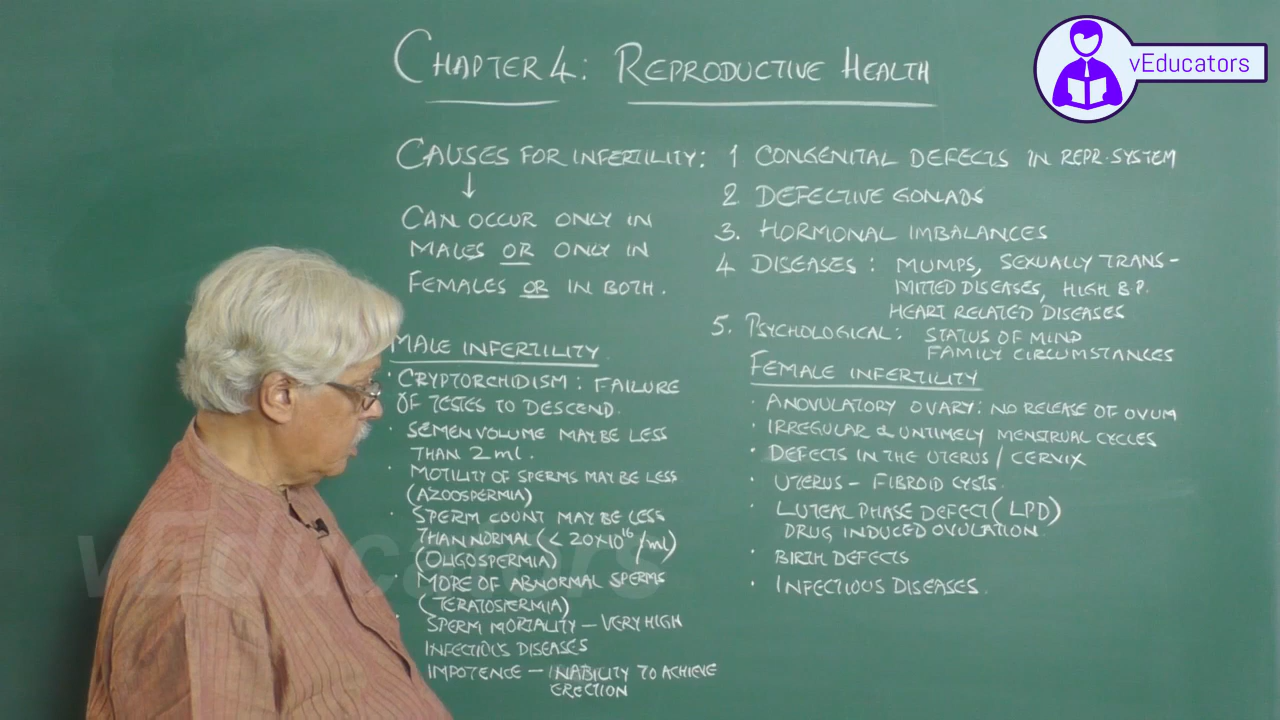 CHAPTER 4: REPRODUCTIVE HEALTH
vEducators
CAUSES FOR INFERTILITY:
↓
CAN OCCUR ONLY IN
MALES OR ONLY IN
FEMALES OR IN BOTH.
1 CONGENITAL DEFECTS IN REPR. SYSTEM
2 DEFECTIVE GONADS
3. HORMONAL IMBALANCES
4 DISEASES: MUMPS, SEXUALLY TRANS-
MITTED DISEASES, HIGH B.P.
HEART RELATED DISEASES
5. PSYCHOLOGICAL: STATUS OF MIND
FAMILY CIRCUMSTANCES
MALE INFERTILITY
· CRYPTORCHIDISM: FAILURE
OF TESTES TO DESCEND.
· SEMEN VOLUME MAY BE LESS
THAN 2 ml.
· MOTILITY OF SPERMS MAY BE LESS
(AZOOSPERMIA)
· SPERM COUNT MAY BE LESS
THAN NORMAL (< 20×10¹⁶/ml)
(OLIGOSPERMIA)
· MORE OF ABNORMAL SPERMS
(TERATOSPERMIA)
· SPERM MORTALITY – VERY HIGH
INFECTIOUS DISEASES
IMPOTENCE – INABILITY TO ACHIEVE
ERECTION
FEMALE INFERTILITY
· ANOVULATORY OVARY: NO RELEASE OF OVUM
· IRREGULAR & UNTIMELY MENSTRUAL CYCLES
· DEFECTS IN THE UTERUS / CERVIX
· UTERUS – FIBROID CYSTS.
· LUTEAL PHASE DEFECT (LPD)
DRUG INDUCED OVULATION
· BIRTH DEFECTS
· INFECTIOUS DISEASES.
vEducators